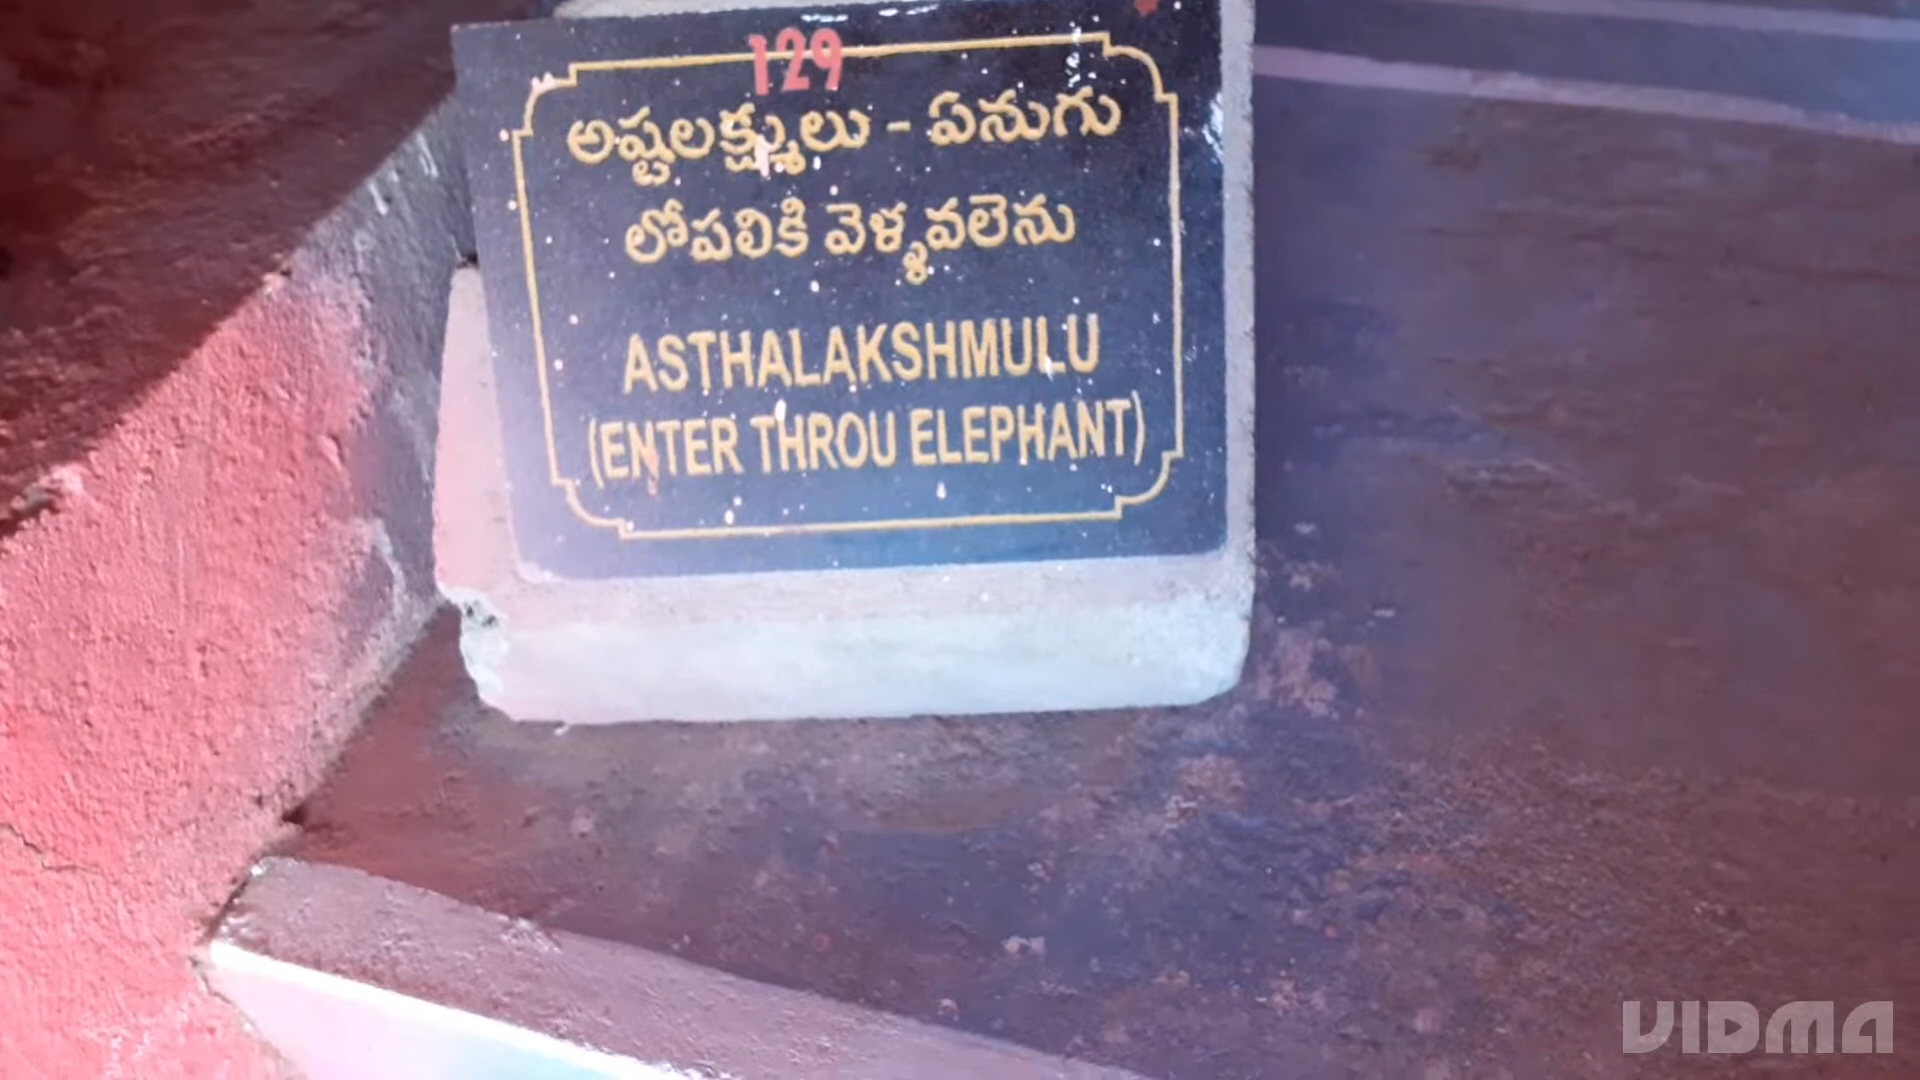 129
అష్టలక్ష్ములు - ఏనుగు
లోపలికి వెళ్ళవలెను
ASTHALAKSHMULU
(ENTER THROU ELEPHANT)
VIDMA